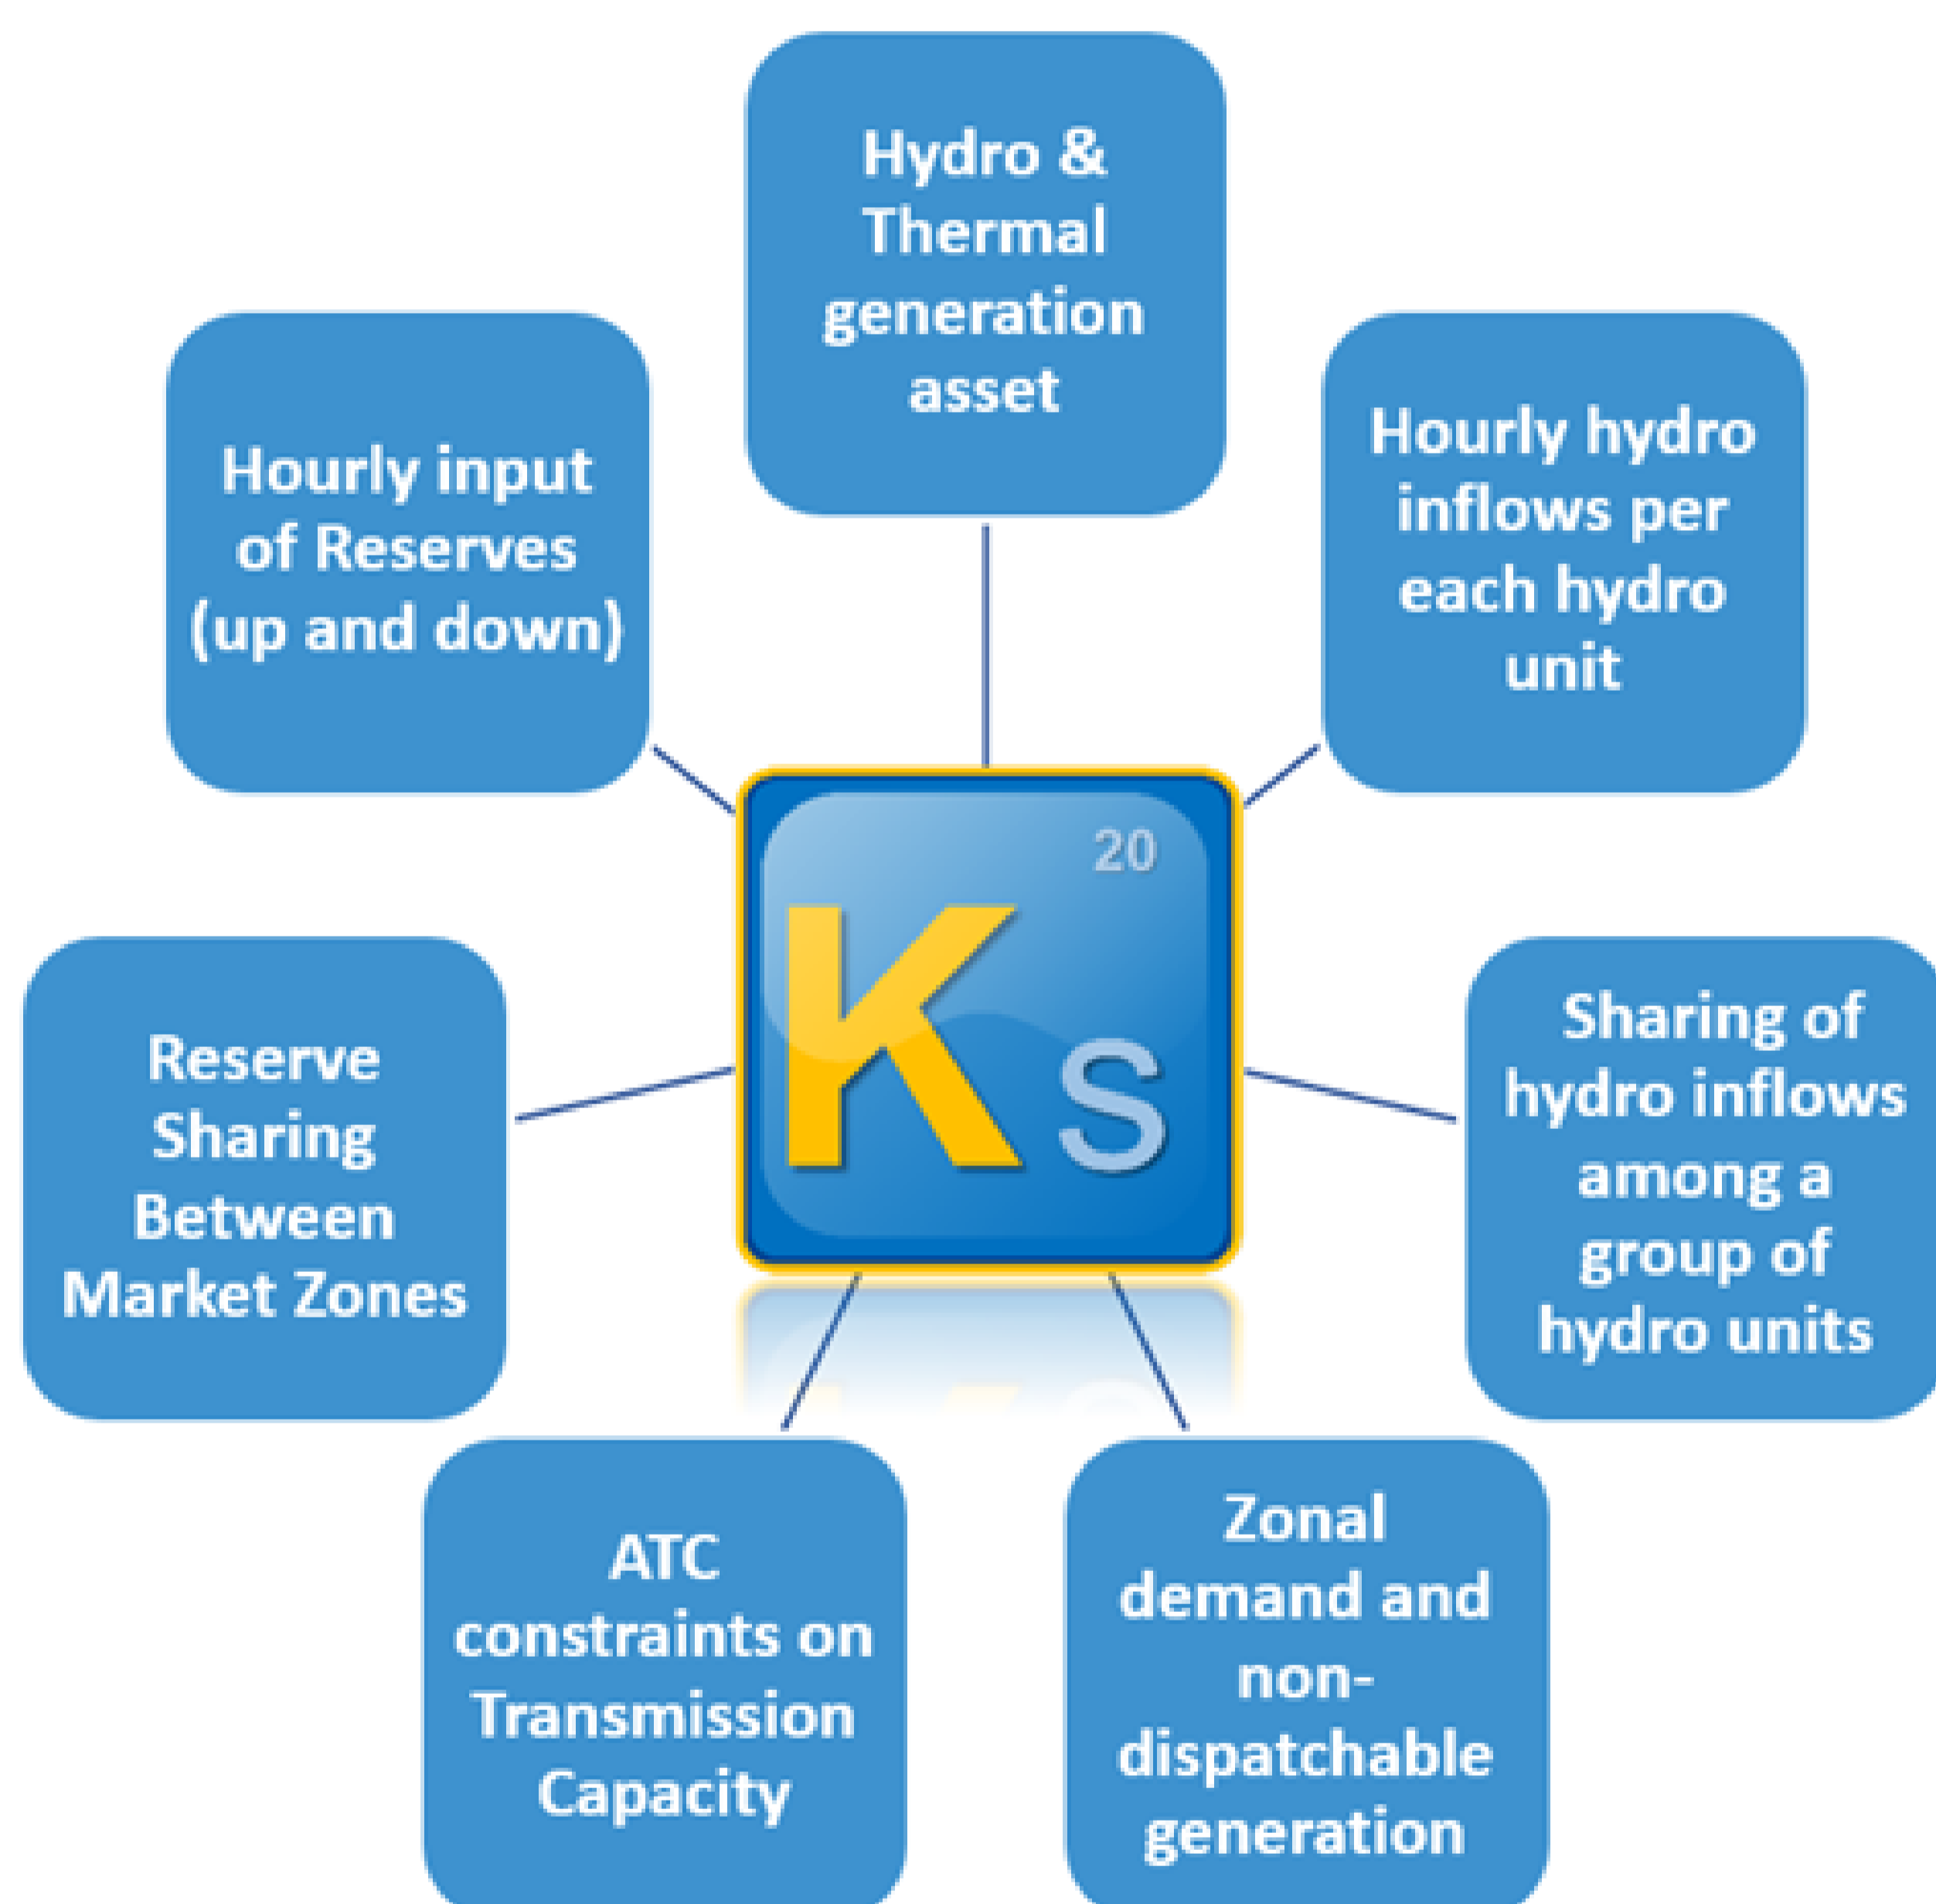 Hydro &
Thermal
generation
asset
Hourly hydro
inflows per
each hydro
unit
Sharing of
hydro inflows
among a
group of
hydro units
Zonal
demand and
non-
dispatchable
generation
ATC
constraints on
Transmission
Capacity
Reserve
Sharing
Between
Market Zones
Hourly input
of Reserves
(up and down)
20
Ks